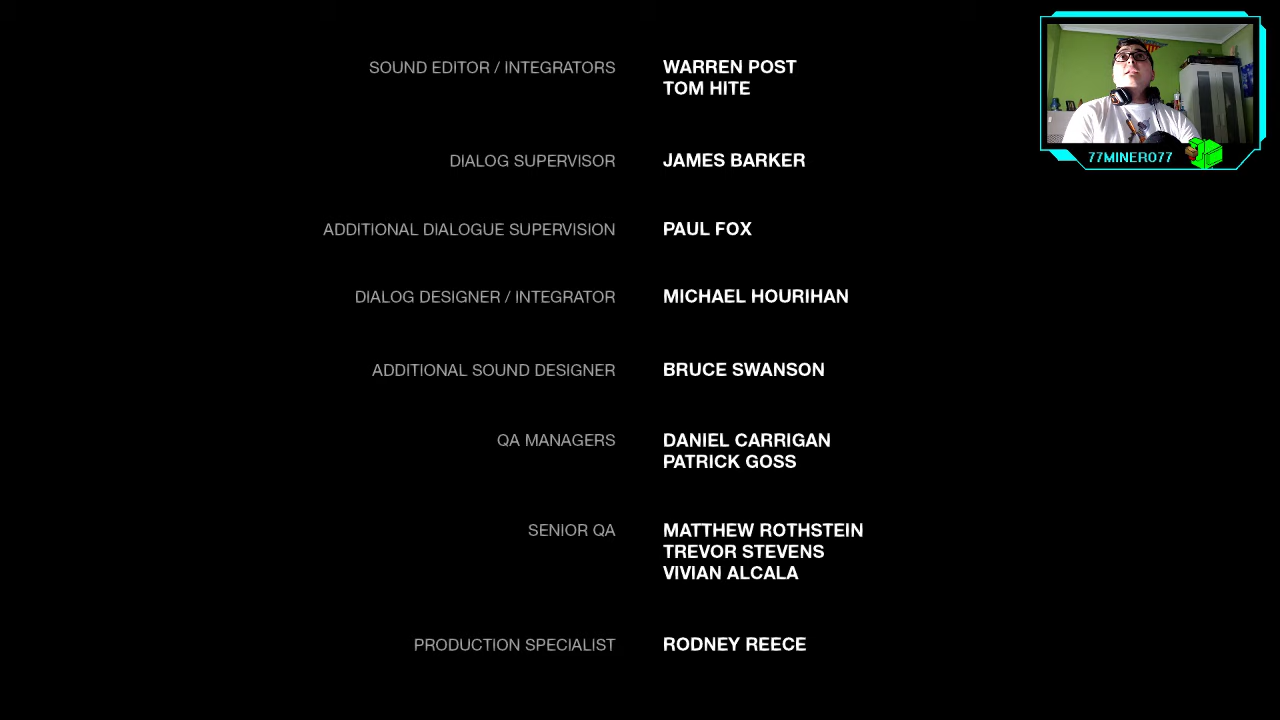 SOUND EDITOR / INTEGRATORS WARREN POST
TOM HITE
DIALOG SUPERVISOR JAMES BARKER
ADDITIONAL DIALOGUE SUPERVISION PAUL FOX
DIALOG DESIGNER / INTEGRATOR MICHAEL HOURIHAN
ADDITIONAL SOUND DESIGNER BRUCE SWANSON
QA MANAGERS DANIEL CARRIGAN
PATRICK GOSS
SENIOR QA MATTHEW ROTHSTEIN
TREVOR STEVENS
VIVIAN ALCALA
PRODUCTION SPECIALIST RODNEY REECE
77MINERO77